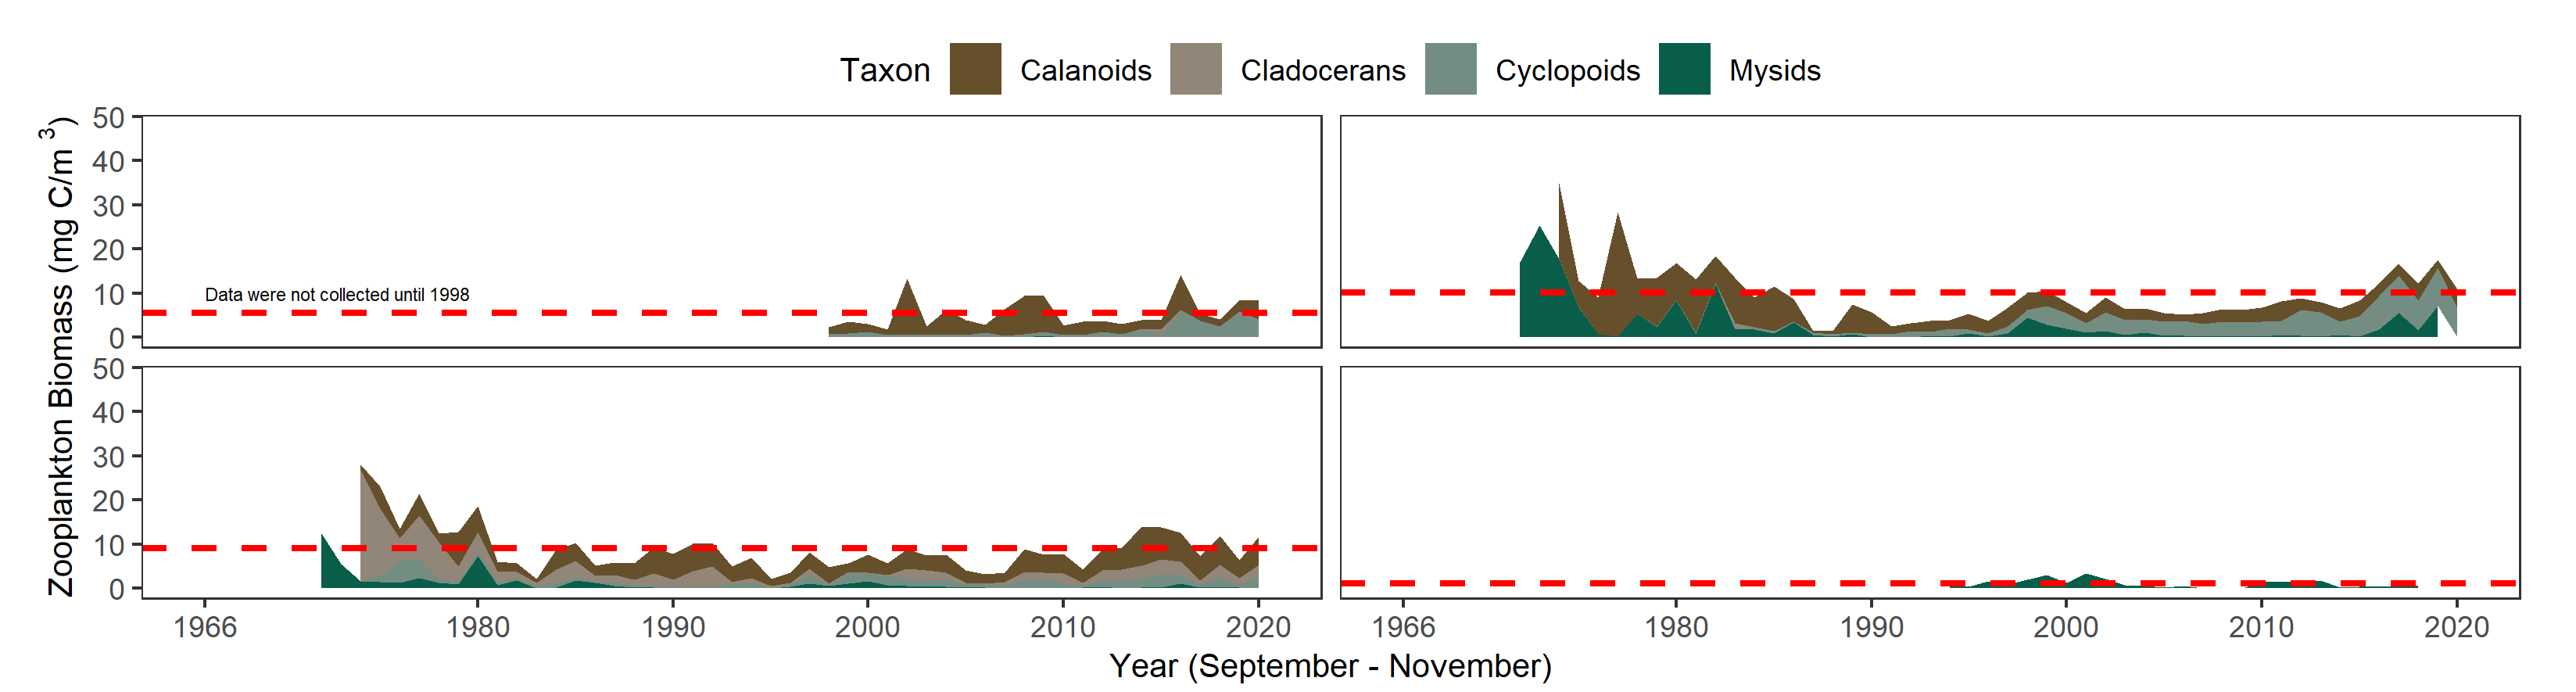 Taxon Calanoids Cladocerans Cyclopoids Mysids
Zooplankton Biomass (mg C/m 3)
50
40
30
20
10
0
Data were not collected until 1998
50
40
30
20
10
0
1966 1980 1990 2000 2010 2020
1966 1980 1990 2000 2010 2020
Year (September - November)